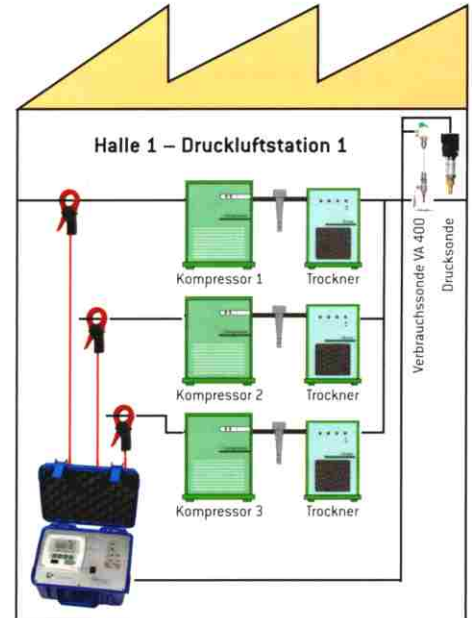 Halle 1 – Druckluftstation 1
Kompressor 1
Trockner
Kompressor 2
Trockner
Kompressor 3
Trockner
Verbrauchssonde VA 400
Drucksonde